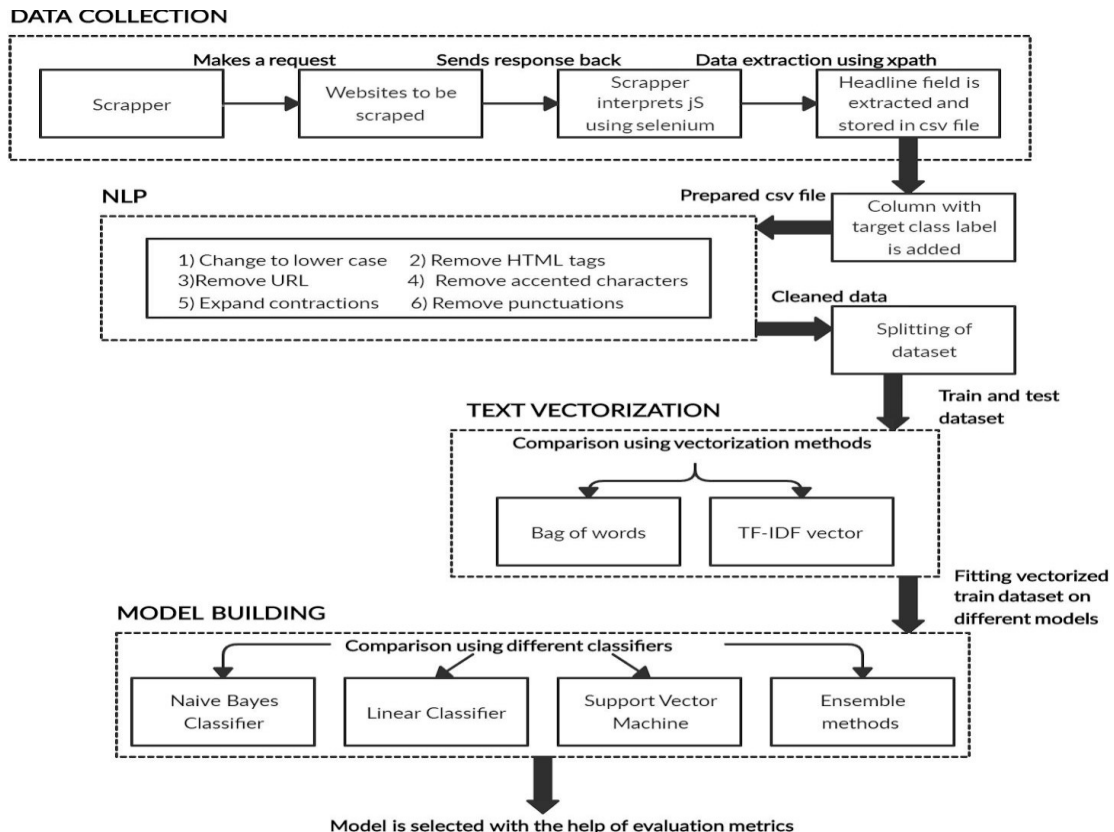 DATA COLLECTION
Makes a request
Sends response back
Data extraction using xpath
Scrapper
Websites to be
scraped
Scrapper
interprets jS
using selenium
Headline field is
extracted and
stored in csv file
NLP
Prepared csv file
Column with
target class label
is added
1) Change to lower case 2) Remove HTML tags
3)Remove URL 4) Remove accented characters
5) Expand contractions 6) Remove punctuations
Cleaned data
Splitting of
dataset
Train and test
dataset
TEXT VECTORIZATION
Comparison using vectorization methods
Bag of words
TF-IDF vector
Fitting vectorized
train dataset on
different models
MODEL BUILDING
Comparison using different classifiers
Naive Bayes
Classifier
Linear Classifier
Support Vector
Machine
Ensemble
methods
Model is selected with the help of evaluation metrics